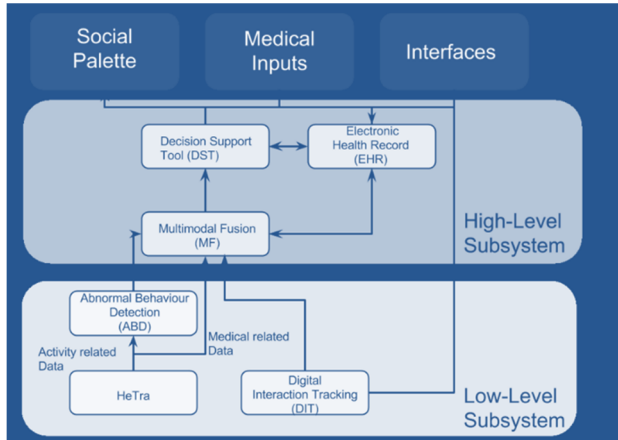 Social
Palette
Medical
Inputs
Interfaces
Decision Support
Tool (DST)
Electronic
Health Record
(EHR)
Multimodal Fusion
(MF)
High-Level
Subsystem
Abnormal Behaviour
Detection
(ABD)
Activity related
Data
Medical related
Data
HeTra
Digital
Interaction Tracking
(DIT)
Low-Level
Subsystem